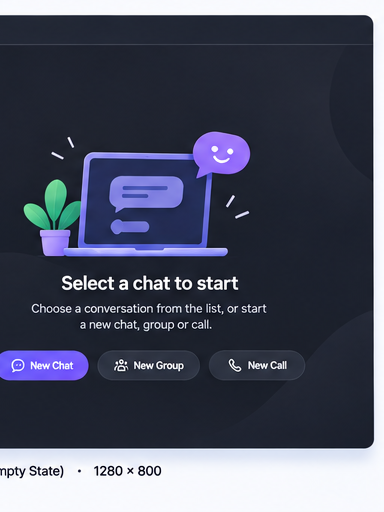 Select a chat to start
Choose a conversation from the list, or start
a new chat, group or call.
New Chat New Group New Call
Empty State) • 1280 × 800